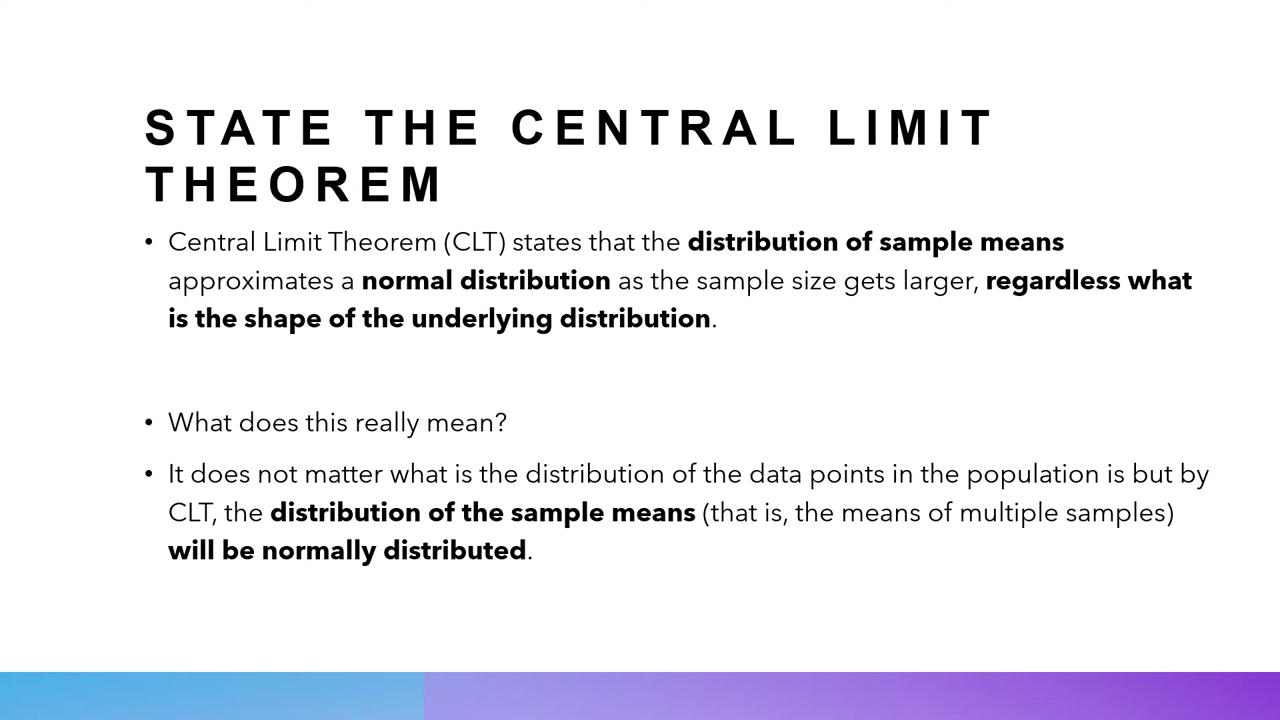 STATE THE CENTRAL LIMIT
THEOREM
• Central Limit Theorem (CLT) states that the distribution of sample means
approximates a normal distribution as the sample size gets larger, regardless what
is the shape of the underlying distribution.
• What does this really mean?
• It does not matter what is the distribution of the data points in the population is but by
CLT, the distribution of the sample means (that is, the means of multiple samples)
will be normally distributed.